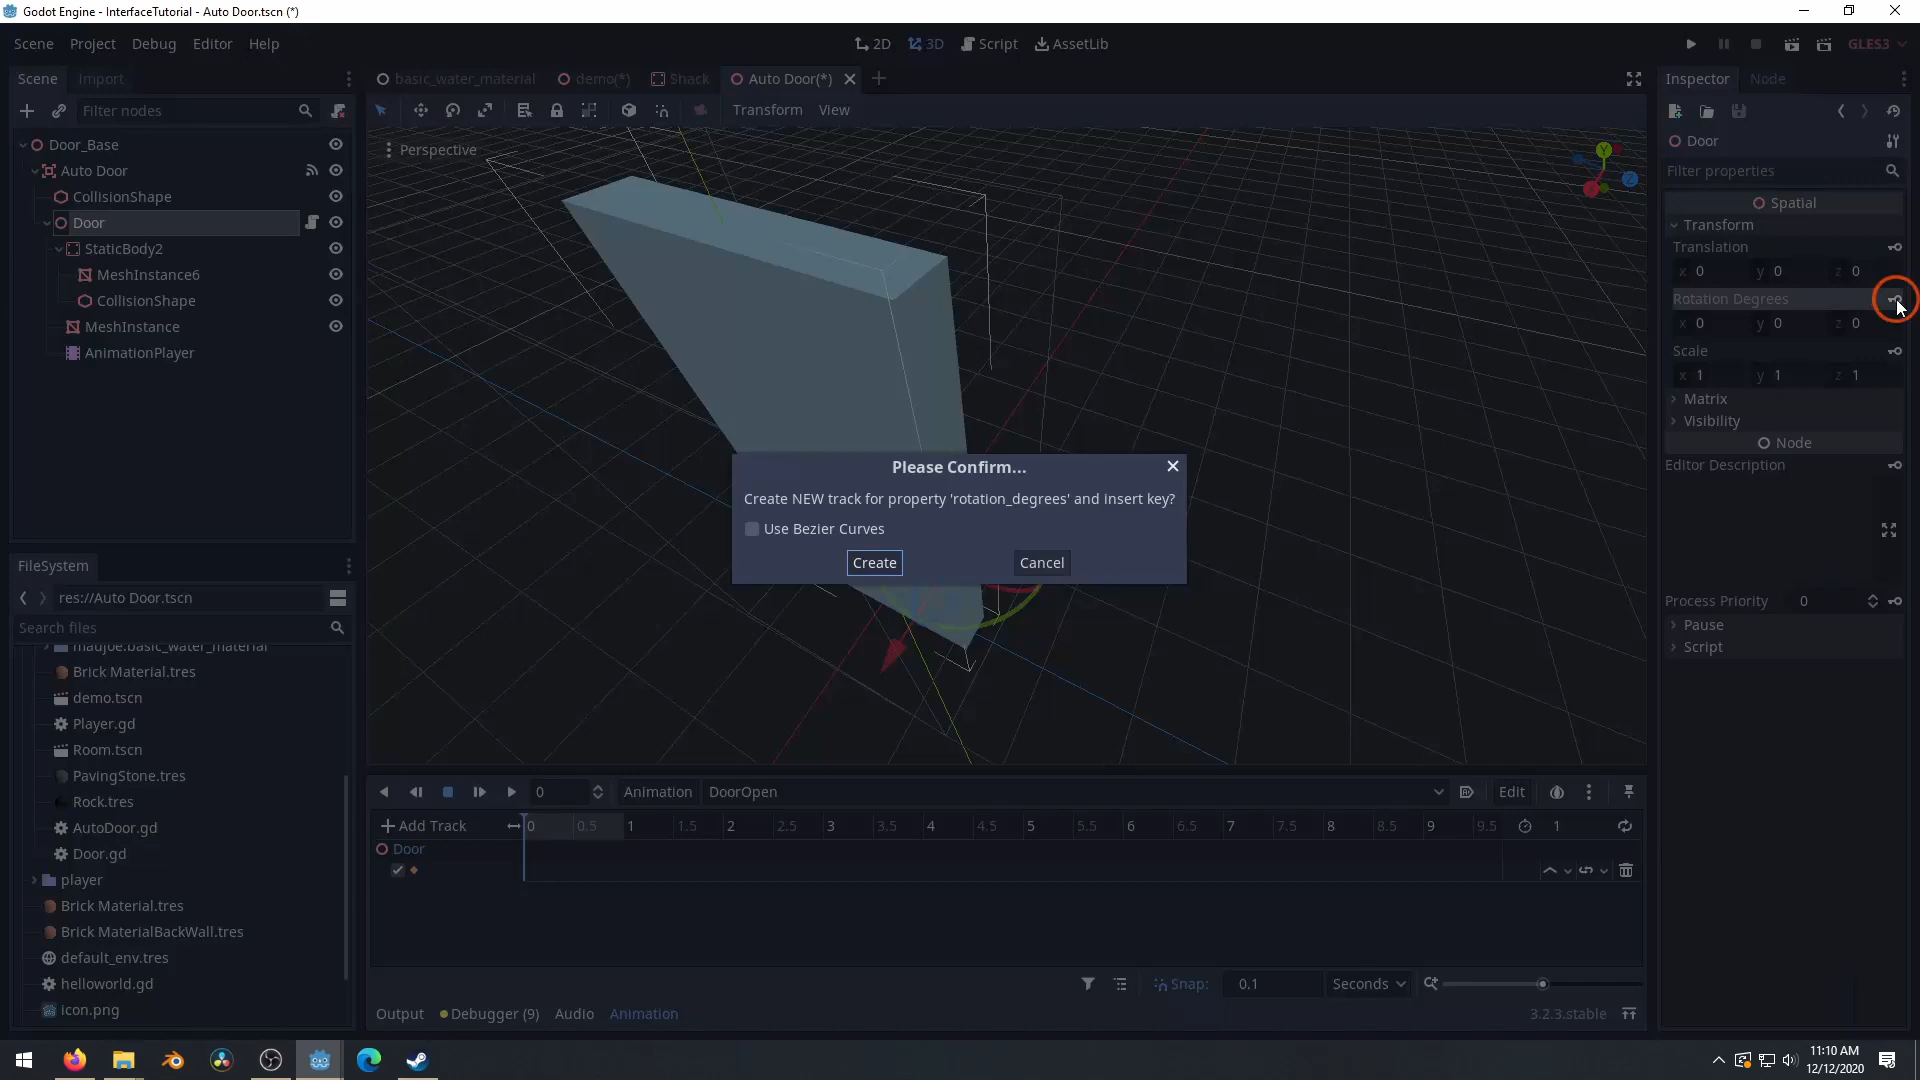 Godot Engine - InterfaceTutorial - Auto Door.tscn (*)
Scene Project Debug Editor Help
2D 3D Script AssetLib
GLES3
Scene Import
basic_water_material demo(*) Shack Auto Door(*)
Inspector Node
Filter nodes
Transform View
Door_Base
Auto Door
CollisionShape
Door
StaticBody2
MeshInstance6
CollisionShape
MeshInstance
AnimationPlayer
Perspective
Y
Z
Door
Filter properties
Spatial
Transform
Translation
x 0 y 0 z 0
Rotation Degrees
x 0 y 0 z 0
Scale
x 1 y 1 z 1
Matrix
Visibility
Node
Editor Description
Process Priority 0
Pause
Script
Please Confirm...
Create NEW track for property 'rotation_degrees' and insert key?
Use Bezier Curves
Create Cancel
FileSystem
res://Auto Door.tscn
Search files
maujoe.basic_water_material
Brick Material.tres
demo.tscn
Player.gd
Room.tscn
PavingStone.tres
Rock.tres
AutoDoor.gd
Door.gd
player
Brick Material.tres
Brick MaterialBackWall.tres
default_env.tres
helloworld.gd
icon.png
0 Animation DoorOpen Edit
Add Track 0 0.5 1 1.5 2 2.5 3 3.5 4 4.5 5 5.5 6 6.5 7 7.5 8 8.5 9 9.5 1
Door
Snap: 0.1 Seconds
Output Debugger (9) Audio Animation 3.2.3.stable
11:10 AM
12/12/2020